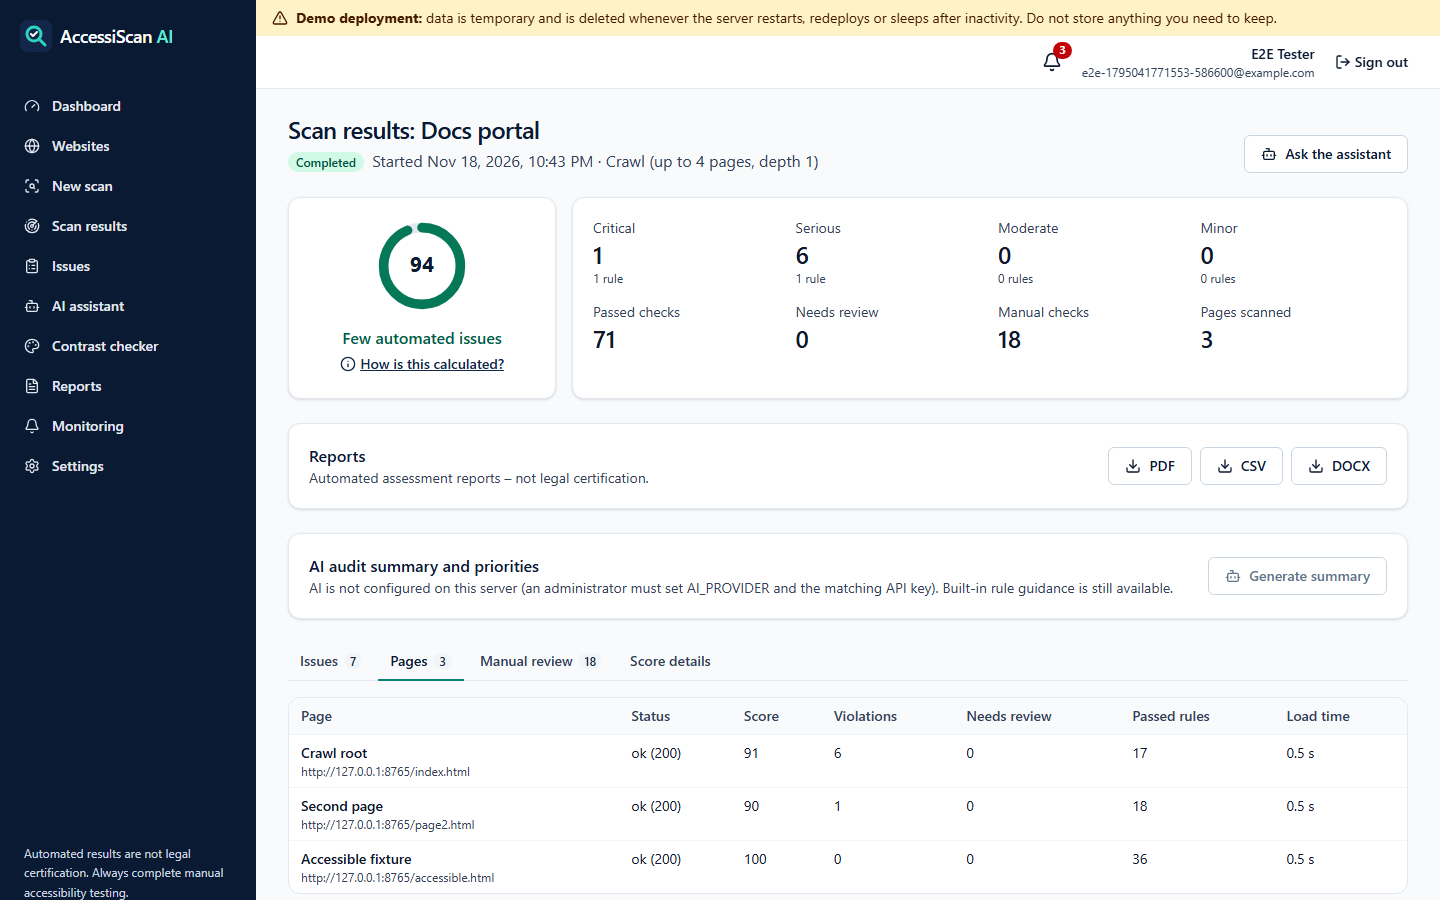 Demo deployment: data is temporary and is deleted whenever the server restarts, redeploys or sleeps after inactivity. Do not store anything you need to keep.
AccessiScan AI
Dashboard
Websites
New scan
Scan results
Issues
AI assistant
Contrast checker
Reports
Monitoring
Settings
Automated results are not legal
certification. Always complete manual
accessibility testing.
3
E2E Tester
e2e-1795041771553-586600@example.com
Sign out
Scan results: Docs portal
Completed Started Nov 18, 2026, 10:43 PM · Crawl (up to 4 pages, depth 1)
Ask the assistant
94
Few automated issues
How is this calculated?
Critical Serious Moderate Minor
1 6 0 0
1 rule 1 rule 0 rules 0 rules
Passed checks Needs review Manual checks Pages scanned
71 0 18 3
Reports
Automated assessment reports – not legal certification.
PDF CSV DOCX
AI audit summary and priorities
AI is not configured on this server (an administrator must set AI_PROVIDER and the matching API key). Built-in rule guidance is still available.
Generate summary
Issues 7 Pages 3 Manual review 18 Score details
Page Status Score Violations Needs review Passed rules Load time
Crawl root ok (200) 91 6 0 17 0.5 s
http://127.0.0.1:8765/index.html
Second page ok (200) 90 1 0 18 0.5 s
http://127.0.0.1:8765/page2.html
Accessible fixture ok (200) 100 0 0 36 0.5 s
http://127.0.0.1:8765/accessible.html